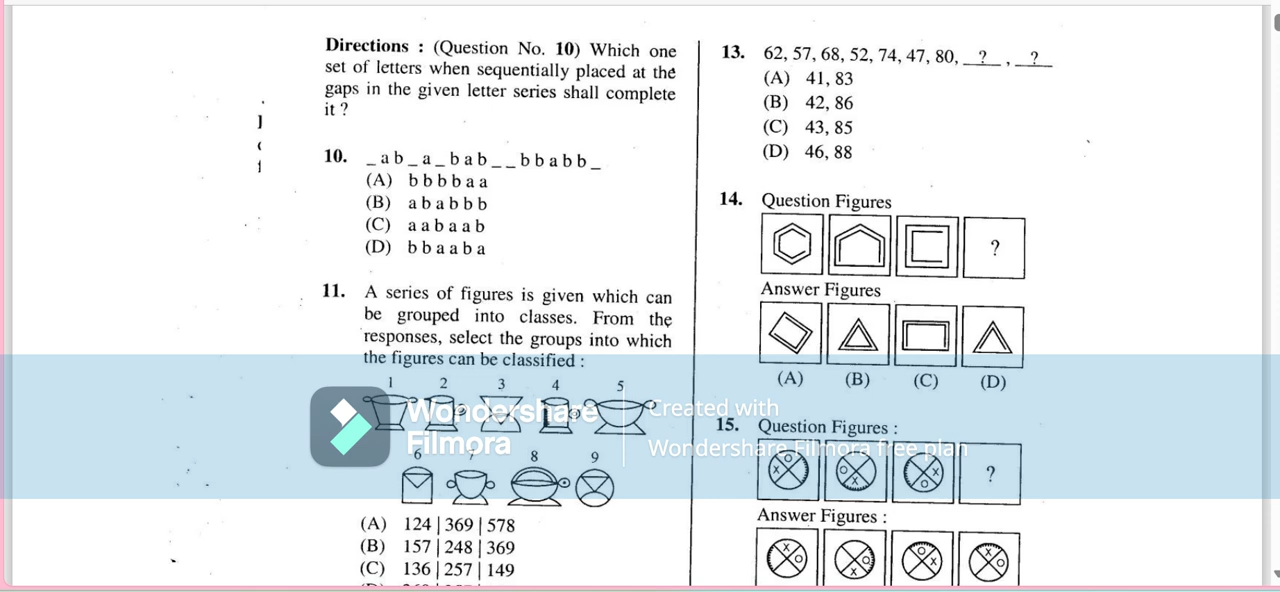 Directions : (Question No. 10) Which one
set of letters when sequentially placed at the
gaps in the given letter series shall complete
it ?
10. _ a b _ a _ b a b _ _ b b a b b _
(A) b b b b a a
(B) a b a b b b
(C) a a b a a b
(D) b b a a b a
11. A series of figures is given which can
be grouped into classes. From the
responses, select the groups into which
the figures can be classified :
1 2 3 4 5
6 7 8 9
(A) 124 | 369 | 578
(B) 157 | 248 | 369
(C) 136 | 257 | 149
13. 62, 57, 68, 52, 74, 47, 80, ? , ?
(A) 41, 83
(B) 42, 86
(C) 43, 85
(D) 46, 88
14. Question Figures
?
Answer Figures
(A) (B) (C) (D)
15. Question Figures :
?
Answer Figures :
Wondershare
Filmora
Created with
Wondershare Filmora free plan